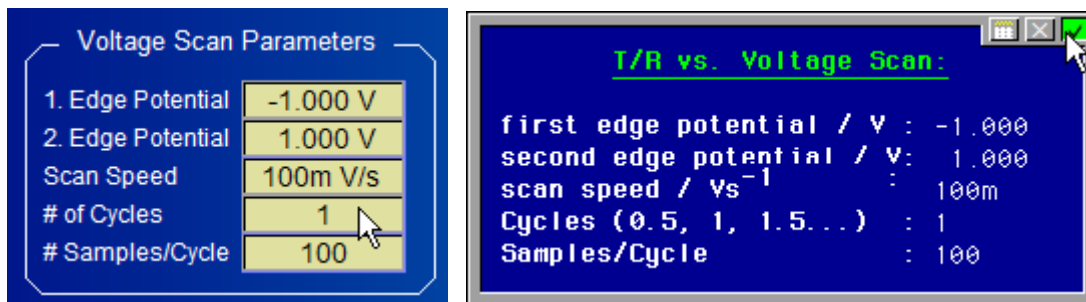 Voltage Scan Parameters
1. Edge Potential -1.000 V
2. Edge Potential 1.000 V
Scan Speed 100m V/s
# of Cycles 1
# Samples/Cycle 100
T/R vs. Voltage Scan:
first edge potential / V : -1.000
second edge potential / V: 1.000
scan speed / Vs⁻¹ : 100m
Cycles (0.5, 1, 1.5...) : 1
Samples/Cycle : 100